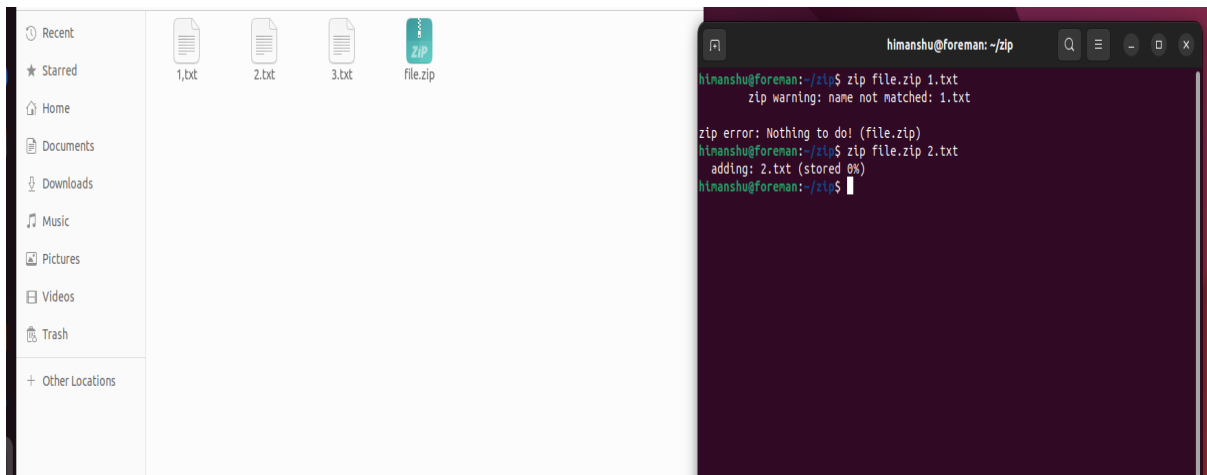 Recent
Starred
Home
Documents
Downloads
Music
Pictures
Videos
Trash
Other Locations
1,txt
2.txt
3.txt
ZIP
file.zip
himanshu@foreman: ~/zip
himanshu@foreman:~/zip$ zip file.zip 1.txt
zip warning: name not matched: 1.txt
zip error: Nothing to do! (file.zip)
himanshu@foreman:~/zip$ zip file.zip 2.txt
adding: 2.txt (stored 0%)
himanshu@foreman:~/zip$